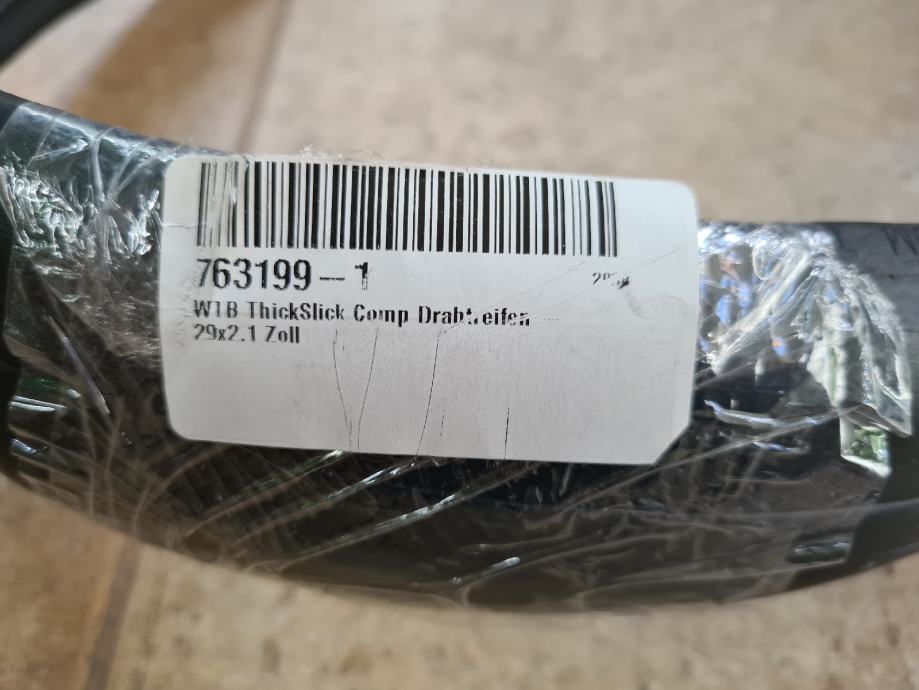 763199-1
WTB ThickSlick Comp Drahtreifen
29x2.1 Zoll